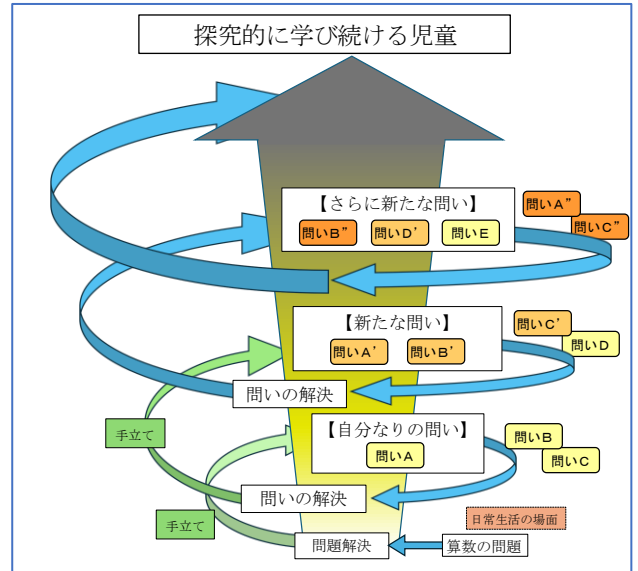 探究的に学び続ける児童
【さらに新たな問い】
問いB”
問いD’
問いE
問いA”
問いC”
【新たな問い】
問いA’
問いB’
問いC’
問いD
問いの解決
手立て
【自分なりの問い】
問いA
問いB
問いC
問いの解決
手立て
日常生活の場面
問題解決
算数の問題